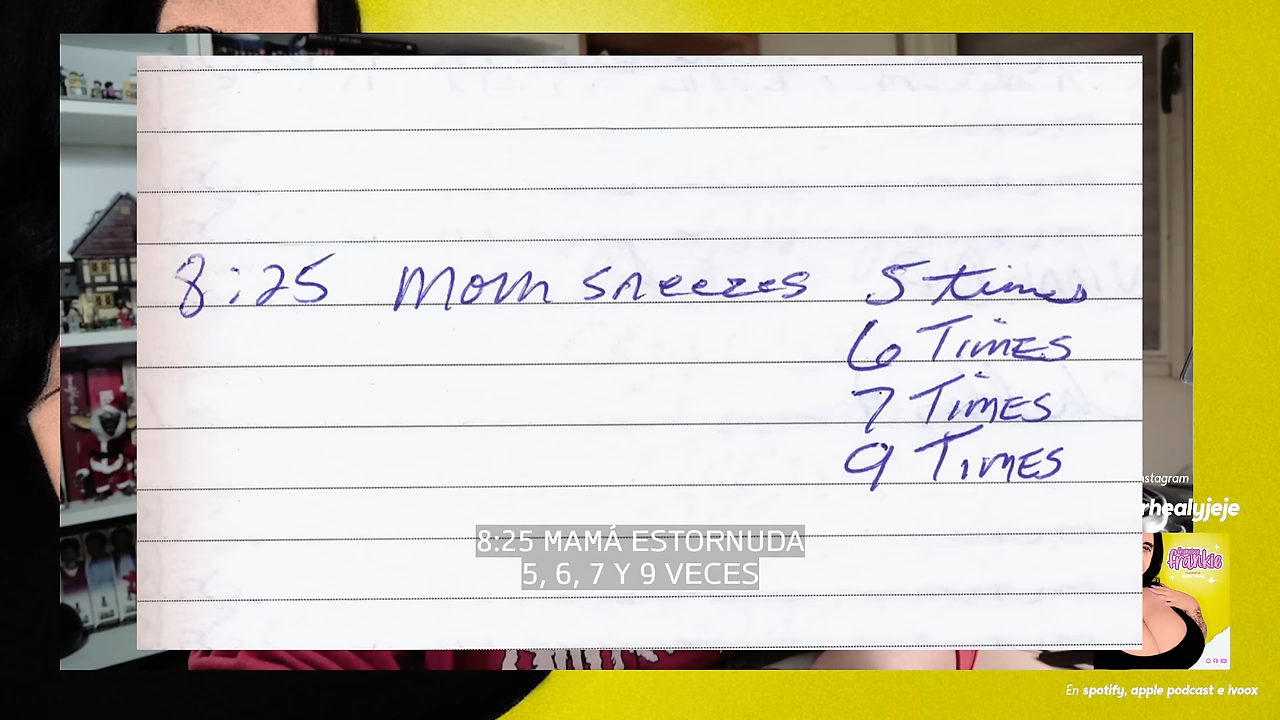 8:25 Mom sneezes 5 times
6 TIMES
7 TIMES
9 TIMES
8:25 MAMÁ ESTORNUDA
5, 6, 7 Y 9 VECES
nstagram
rhealyjeje
frankie
En spotify, apple podcast e ivoox